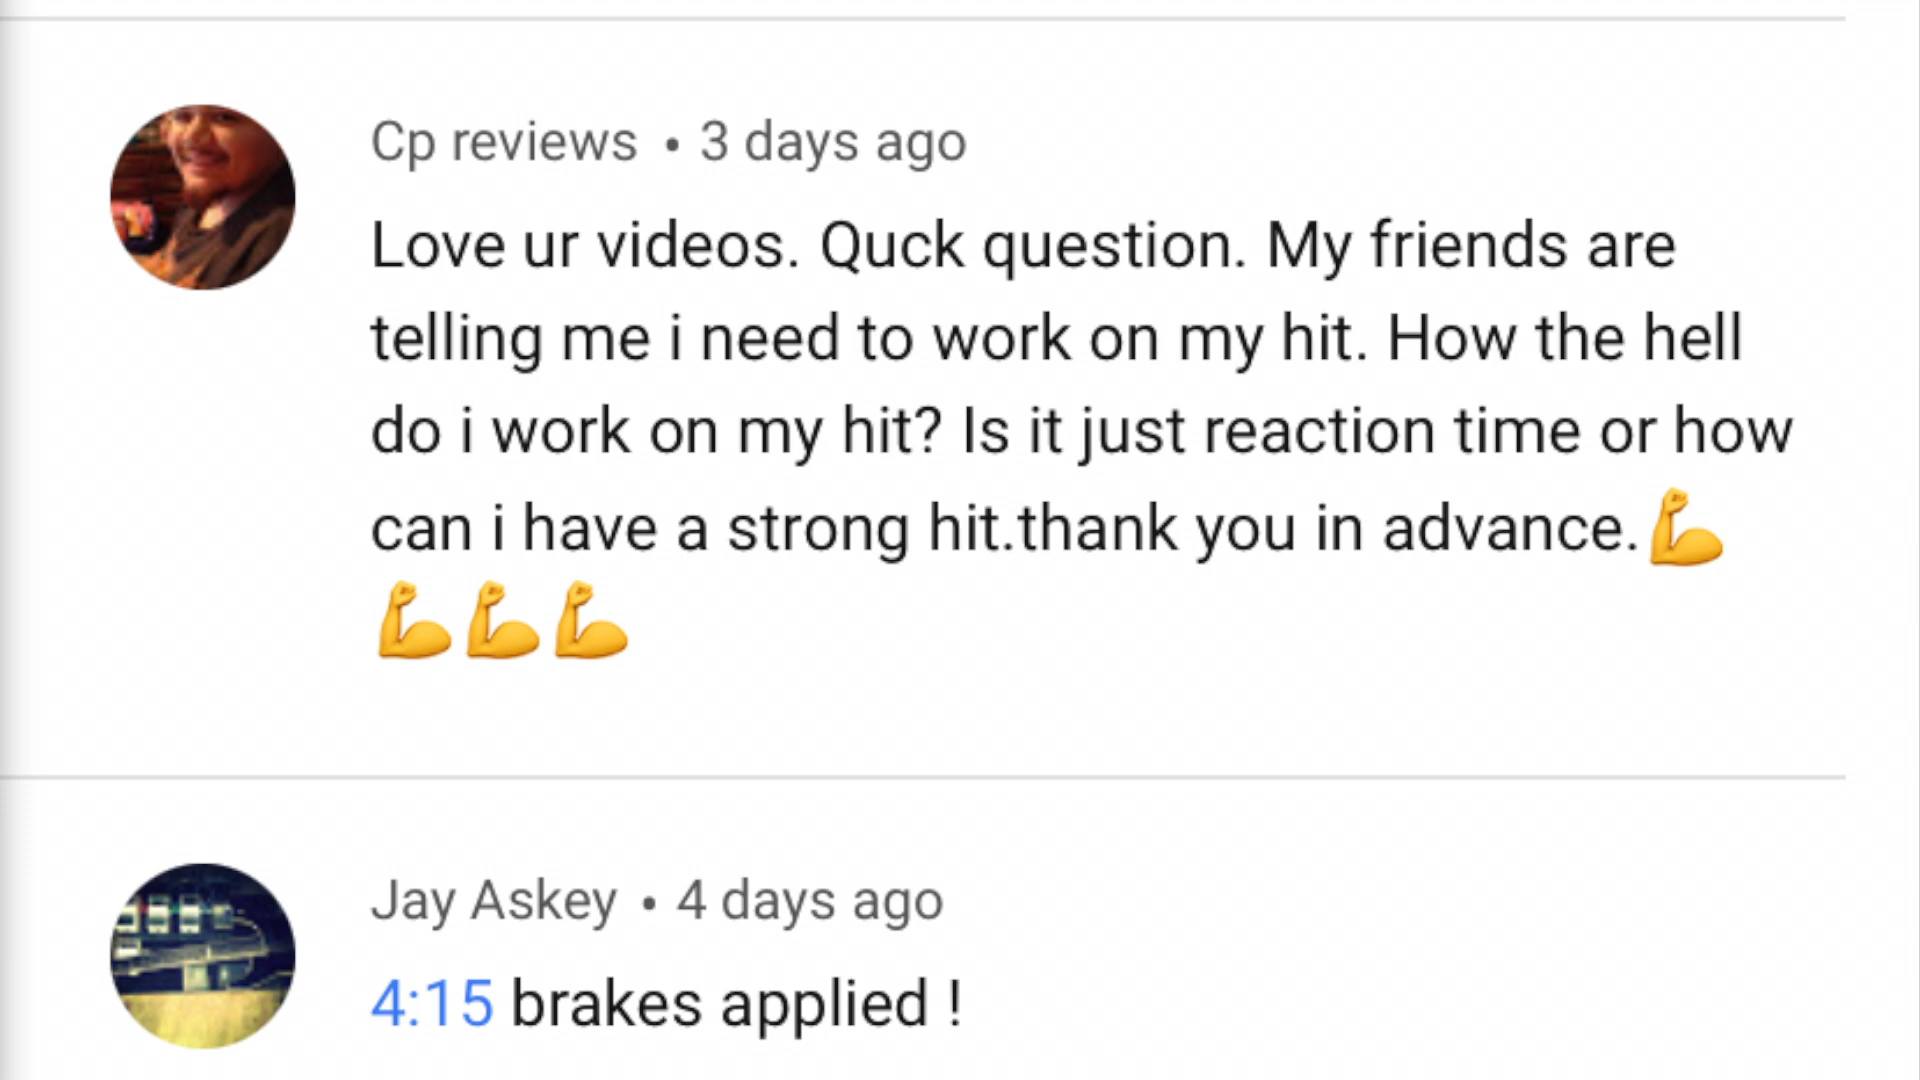 Cp reviews • 3 days ago
Love ur videos. Quck question. My friends are
telling me i need to work on my hit. How the hell
do i work on my hit? Is it just reaction time or how
can i have a strong hit.thank you in advance.💪
💪💪💪
Jay Askey • 4 days ago
4:15 brakes applied !